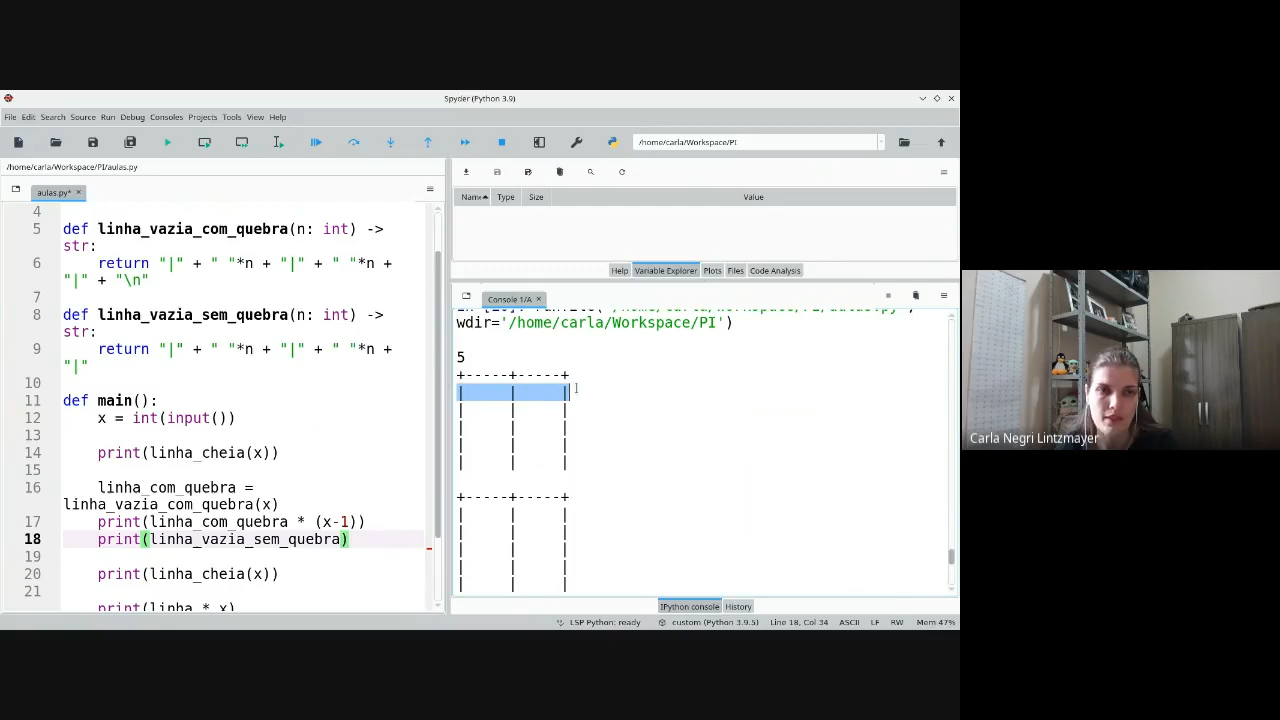 Spyder (Python 3.9)
File Edit Search Source Run Debug Consoles Projects Tools View Help
/home/carla/Workspace/PI
/home/carla/Workspace/PI/aulas.py
aulas.py*
4
5 def linha_vazia_com_quebra(n: int) ->
str:
6 return "|" + " "*n + "|" + " "*n +
"|" + "\n"
7
8 def linha_vazia_sem_quebra(n: int) ->
str:
9 return "|" + " "*n + "|" + " "*n +
"|"
10
11 def main():
12 x = int(input())
13
14 print(linha_cheia(x))
15
16 linha_com_quebra =
linha_vazia_com_quebra(x)
17 print(linha_com_quebra * (x-1))
18 print(linha_vazia_sem_quebra)
19
20 print(linha_cheia(x))
21
print(linha * x)
Name Type Size Value
Help Variable Explorer Plots Files Code Analysis
Console 1/A
wdir='/home/carla/Workspace/PI')
5
+-----+-----+
| | |
| | |
| | |
| | |
| | |
+-----+-----+
| | |
| | |
| | |
| | |
| | |
IPython console History
LSP Python: ready custom (Python 3.9.5) Line 18, Col 34 ASCII LF RW Mem 47%
Carla Negri Lintzmayer